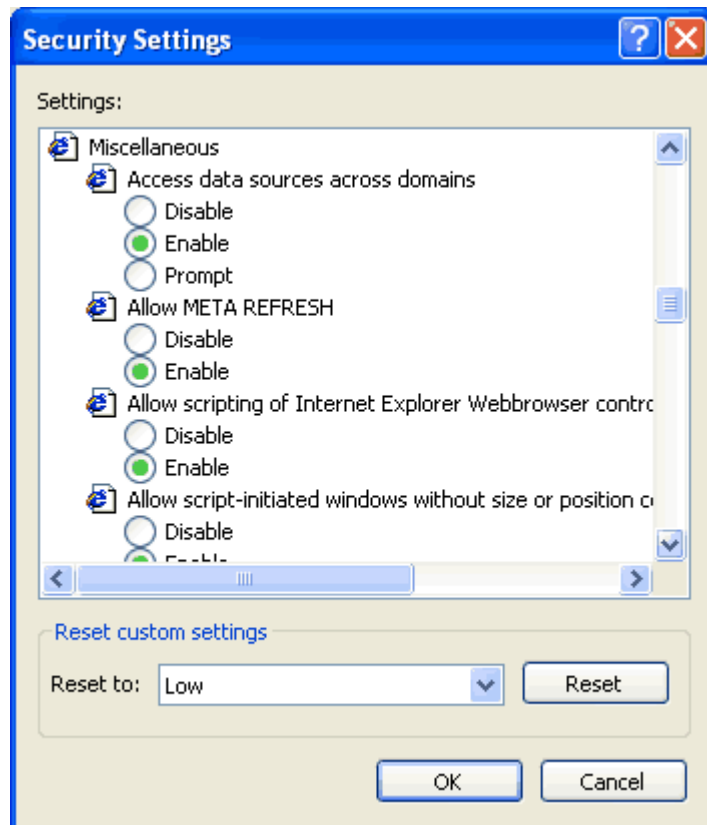 Security Settings
Settings:
Miscellaneous
Access data sources across domains
Disable
Enable
Prompt
Allow META REFRESH
Disable
Enable
Allow scripting of Internet Explorer Webbrowser contro
Disable
Enable
Allow script-initiated windows without size or position co
Disable
Enable
Reset custom settings
Reset to: Low Reset
OK Cancel